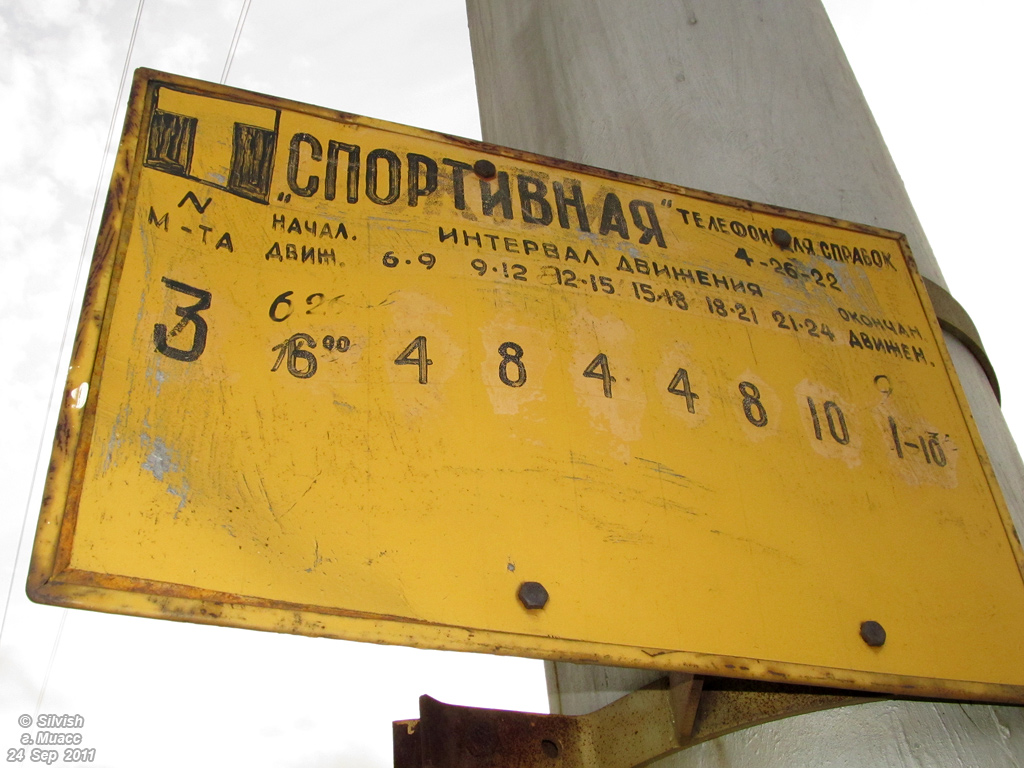 Т "СПОРТИВНАЯ" ТЕЛЕФОН ДЛЯ СПРАВОК
4-26-22
N М-ТА НАЧАЛ. ДВИЖ. ИНТЕРВАЛ ДВИЖЕНИЯ ОКОНЧАН. ДВИЖЕН.
6-9 9-12 12-15 15-18 18-21 21-24
3 6 00 4 8 4 4 8 10 1-10
© Silvish
a. Миасс
24 Sep 2011